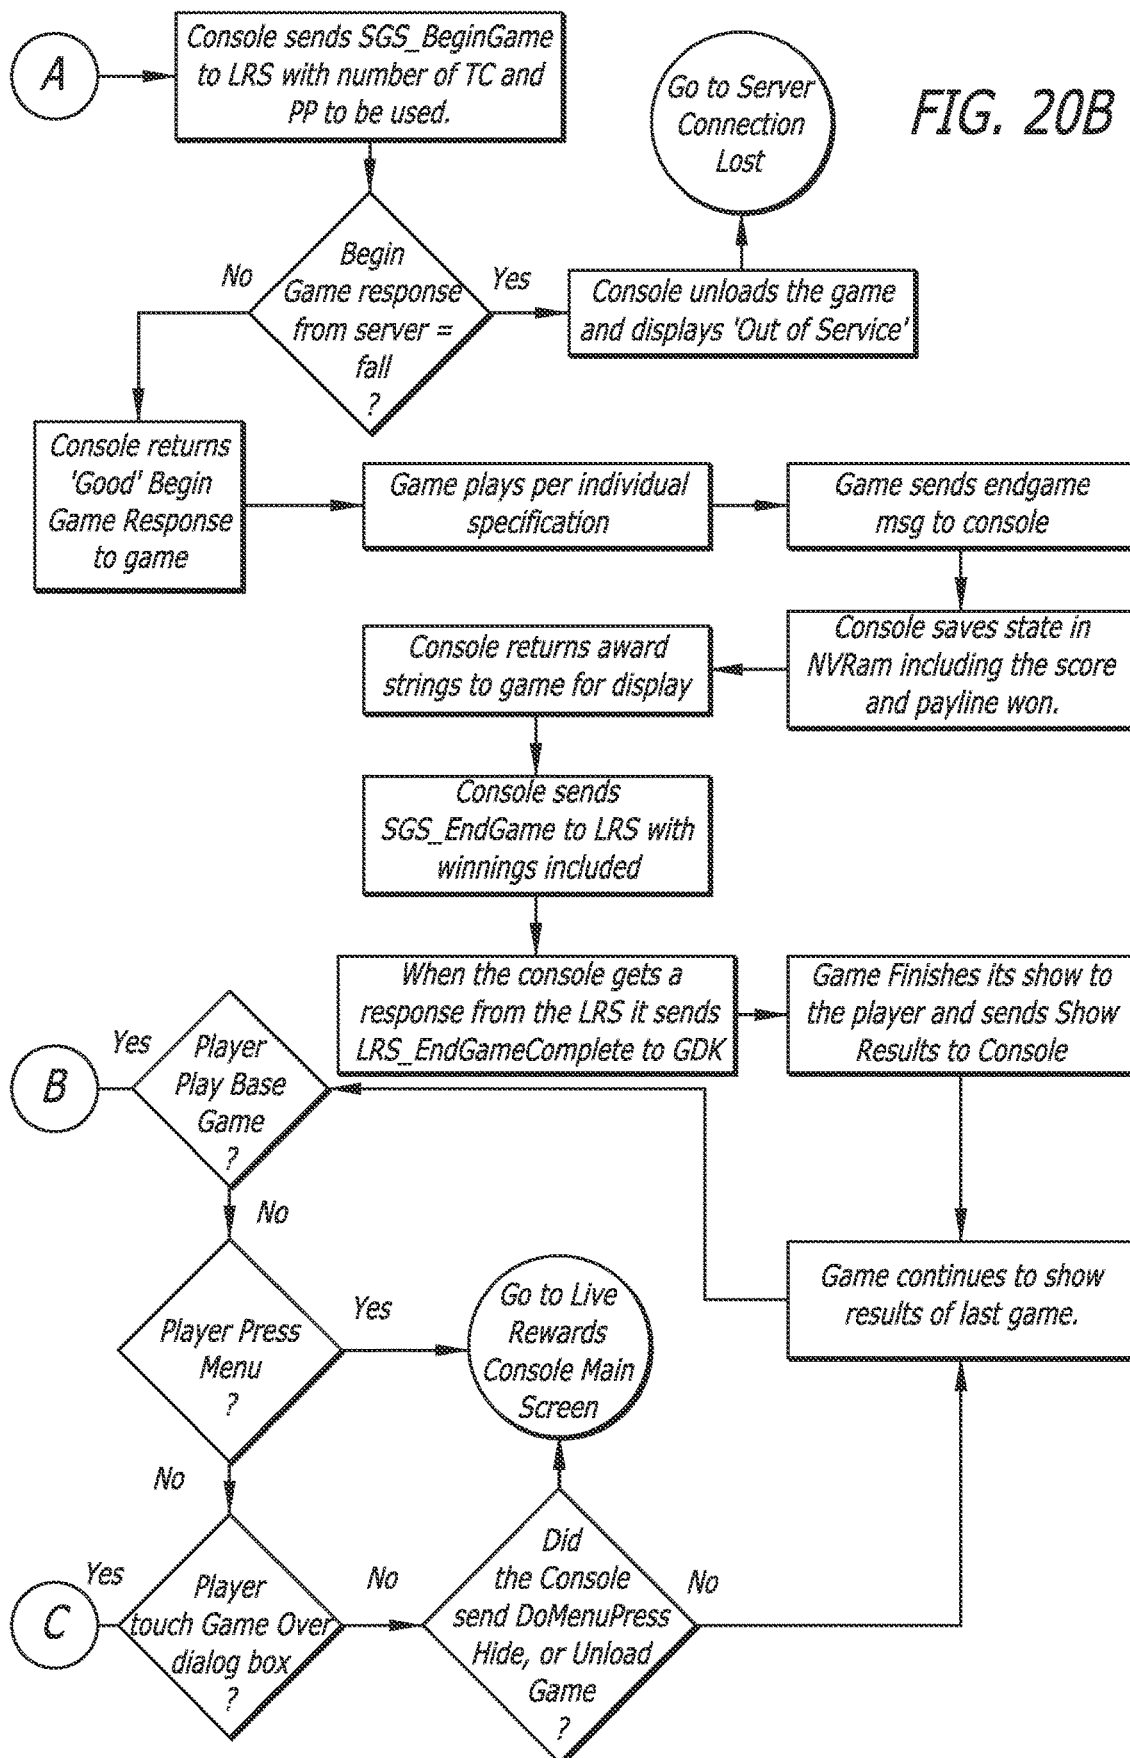 A
Console sends SGS_BeginGame
to LRS with number of TC and
PP to be used.
Go to Server
Connection
Lost
FIG. 20B
Begin
Game response
from server =
fall
?
No
Yes
Console unloads the game
and displays 'Out of Service'
Console returns
'Good' Begin
Game Response
to game
Game plays per individual
specification
Game sends endgame
msg to console
Console saves state in
NVRam including the score
and payline won.
Console returns award
strings to game for display
Console sends
SGS_EndGame to LRS with
winnings included
When the console gets a
response from the LRS it sends
LRS_EndGameComplete to GDK
Game Finishes its show to
the player and sends Show
Results to Console
Game continues to show
results of last game.
Player
Play Base
Game
?
Yes
B
No
Player Press
Menu
?
Yes
Go to Live
Rewards
Console Main
Screen
No
Player
touch Game Over
dialog box
?
Yes
C
No
Did
the Console
send DoMenuPress
Hide, or Unload
Game
?
No